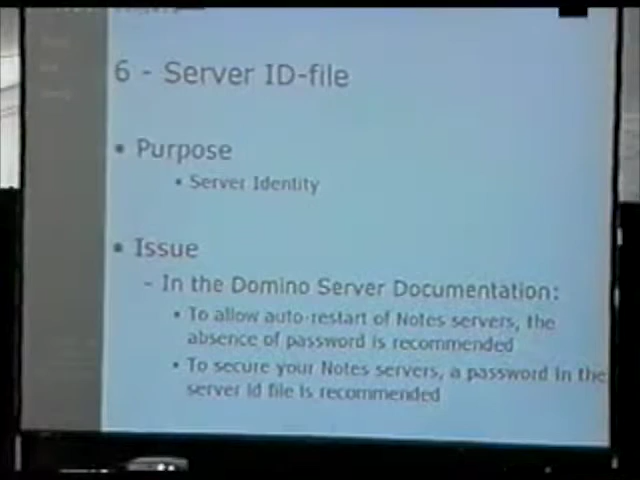 6 - Server ID-file
• Purpose
• Server Identity
• Issue
- In the Domino Server Documentation:
• To allow auto-restart of Notes servers, the
absence of password is recommended
• To secure your Notes servers, a password in the
server id file is recommended